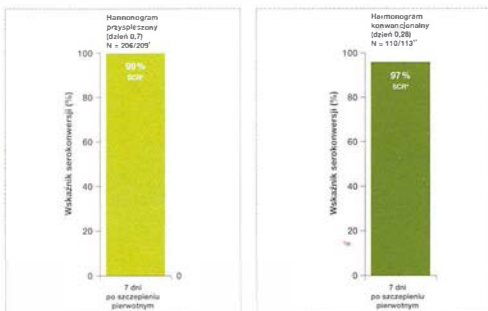 Harmonogram
przyspieszony
(dzień 0,7)
N = 206/209*
Wskaźnik serokonwersji (%)
100
80
60
40
20
0
99%
SCR*
0
7 dni
po szczepieniu
pierwotnym
Harmonogram
konwencjonalny
(dzień 0,28)
N = 110/113**
Wskaźnik serokonwersji (%)
100
80
60
40
20
0
97%
SCR*
7 dni
po szczepieniu
pierwotnym